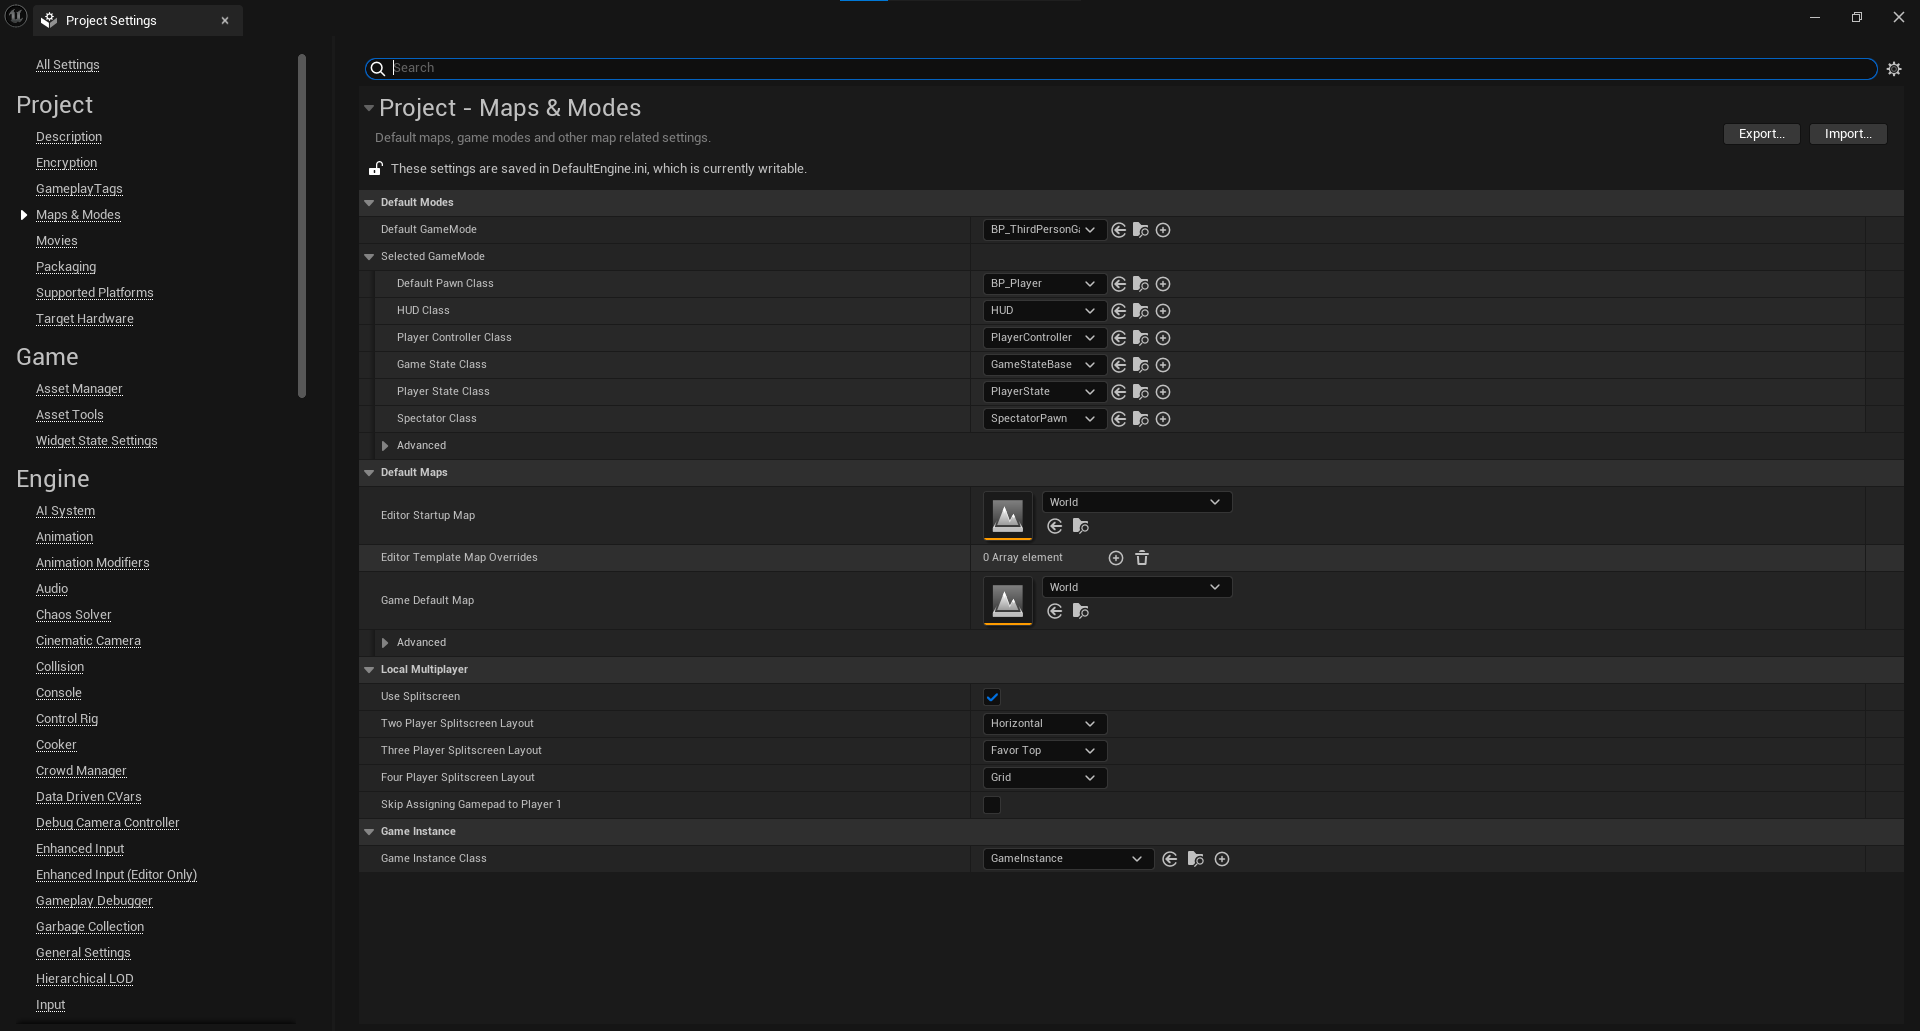 Project Settings
All Settings
Project
Description
Encryption
GameplayTags
Maps & Modes
Movies
Packaging
Supported Platforms
Target Hardware
Game
Asset Manager
Asset Tools
Widget State Settings
Engine
AI System
Animation
Animation Modifiers
Audio
Chaos Solver
Cinematic Camera
Collision
Console
Control Rig
Cooker
Crowd Manager
Data Driven CVars
Debug Camera Controller
Enhanced Input
Enhanced Input (Editor Only)
Gameplay Debugger
Garbage Collection
General Settings
Hierarchical LOD
Input
Search
Project - Maps & Modes
Default maps, game modes and other map related settings.
Export... Import...
These settings are saved in DefaultEngine.ini, which is currently writable.
Default Modes
Default GameMode BP_ThirdPersonGa
Selected GameMode
Default Pawn Class BP_Player
HUD Class HUD
Player Controller Class PlayerController
Game State Class GameStateBase
Player State Class PlayerState
Spectator Class SpectatorPawn
Advanced
Default Maps
Editor Startup Map World
Editor Template Map Overrides 0 Array element
Game Default Map World
Advanced
Local Multiplayer
Use Splitscreen
Two Player Splitscreen Layout Horizontal
Three Player Splitscreen Layout Favor Top
Four Player Splitscreen Layout Grid
Skip Assigning Gamepad to Player 1
Game Instance
Game Instance Class GameInstance